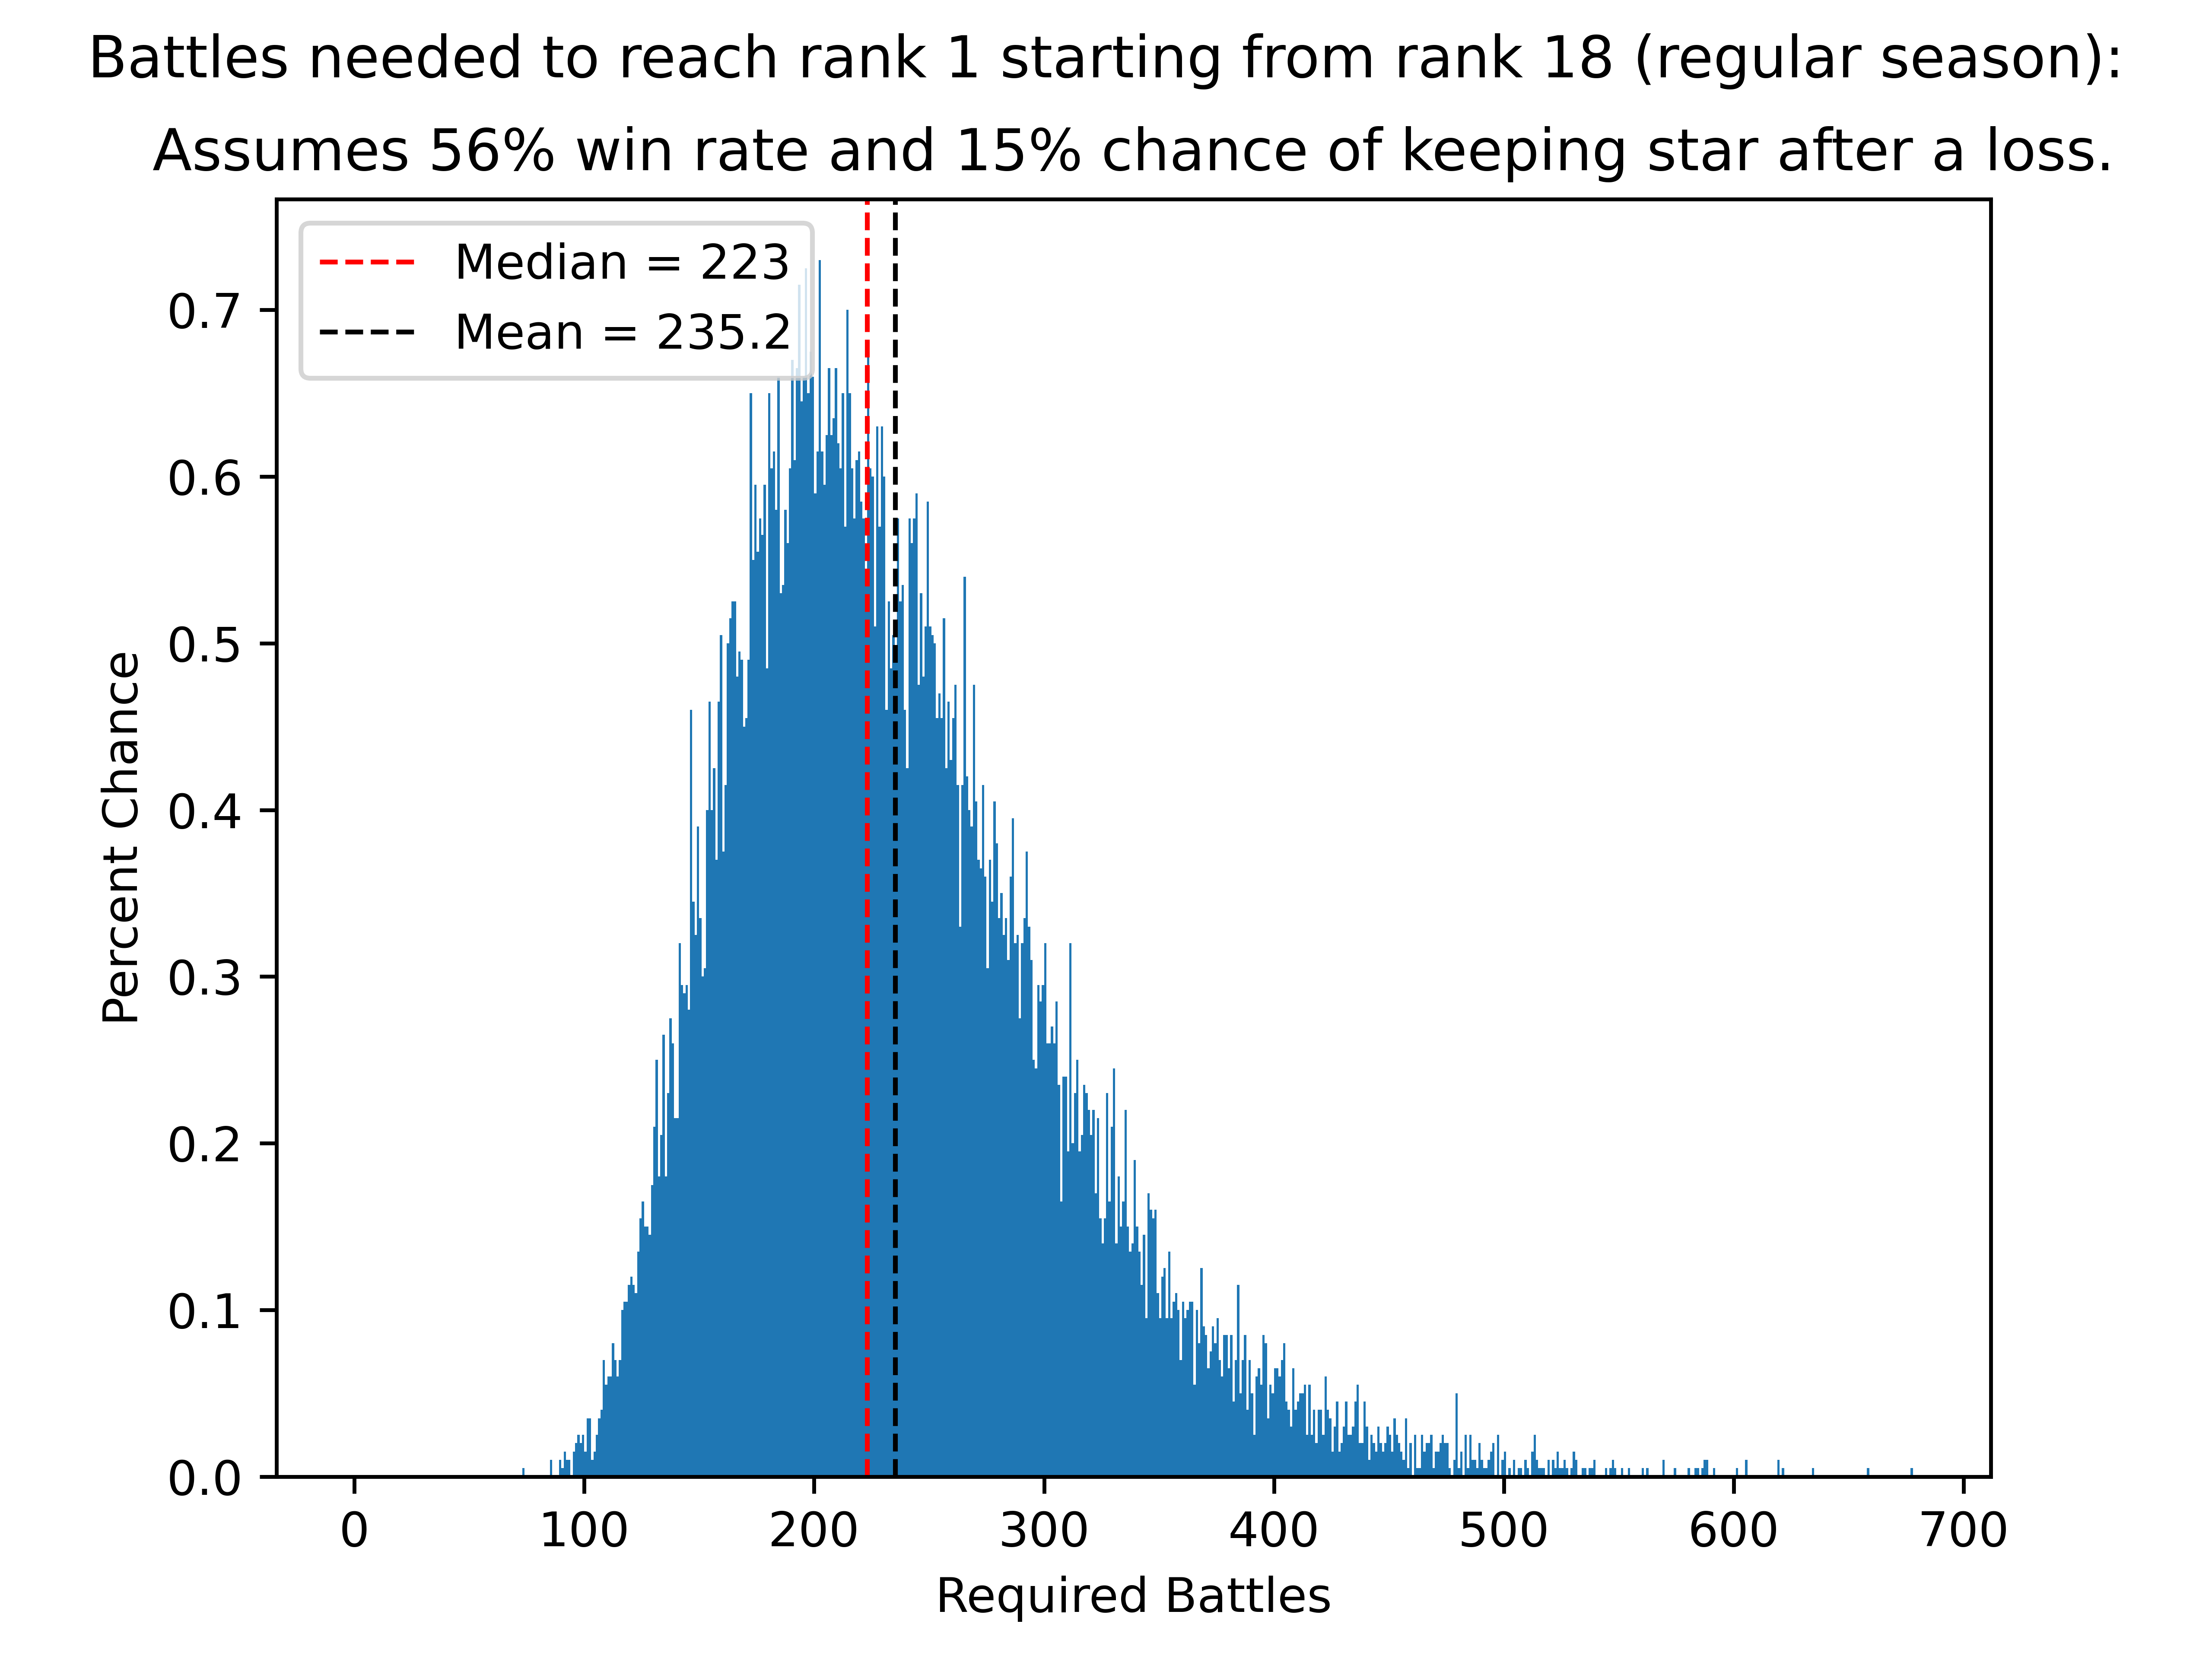 Battles needed to reach rank 1 starting from rank 18 (regular season):
Assumes 56% win rate and 15% chance of keeping star after a loss.
Median = 223
Mean = 235.2
0.7
0.6
0.5
0.4
0.3
0.2
0.1
0.0
Percent Chance
0 100 200 300 400 500 600 700
Required Battles